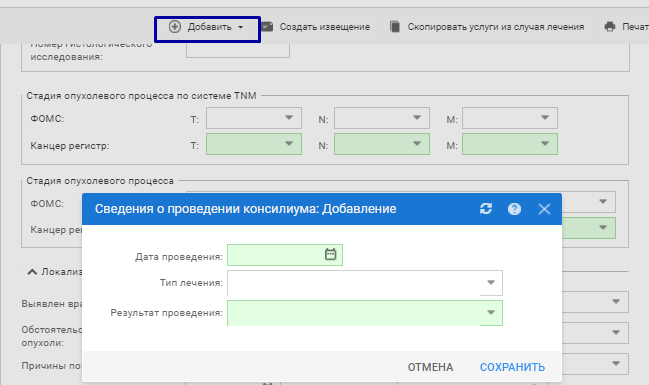 Добавить
Создать извещение
Скопировать услуги из случая лечения
Печат
Номер гистологического
исследования:
Стадия опухолевого процесса по системе TNM
ФОМС: T: N: M:
Канцер регистр: T: N: M:
Стадия опухолевого процесса
ФОМС:
Канцер рег
Сведения о проведении консилиума: Добавление
Дата проведения:
Тип лечения:
Результат проведения:
ОТМЕНА СОХРАНИТЬ
Локализ
Выявлен вра
Обстоятельс
опухоли:
Причины по